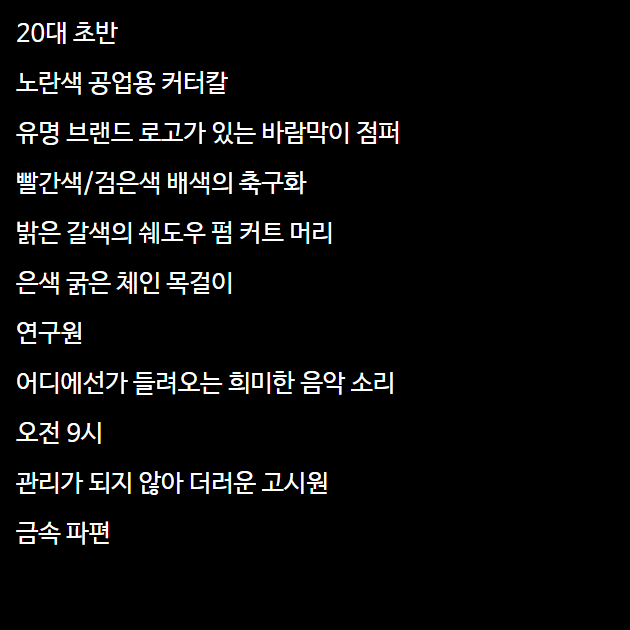 20대 초반
노란색 공업용 커터칼
유명 브랜드 로고가 있는 바람막이 점퍼
빨간색/검은색 배색의 축구화
밝은 갈색의 쉐도우 펌 커트 머리
은색 굵은 체인 목걸이
연구원
어디에선가 들려오는 희미한 음악 소리
오전 9시
관리가 되지 않아 더러운 고시원
금속 파편